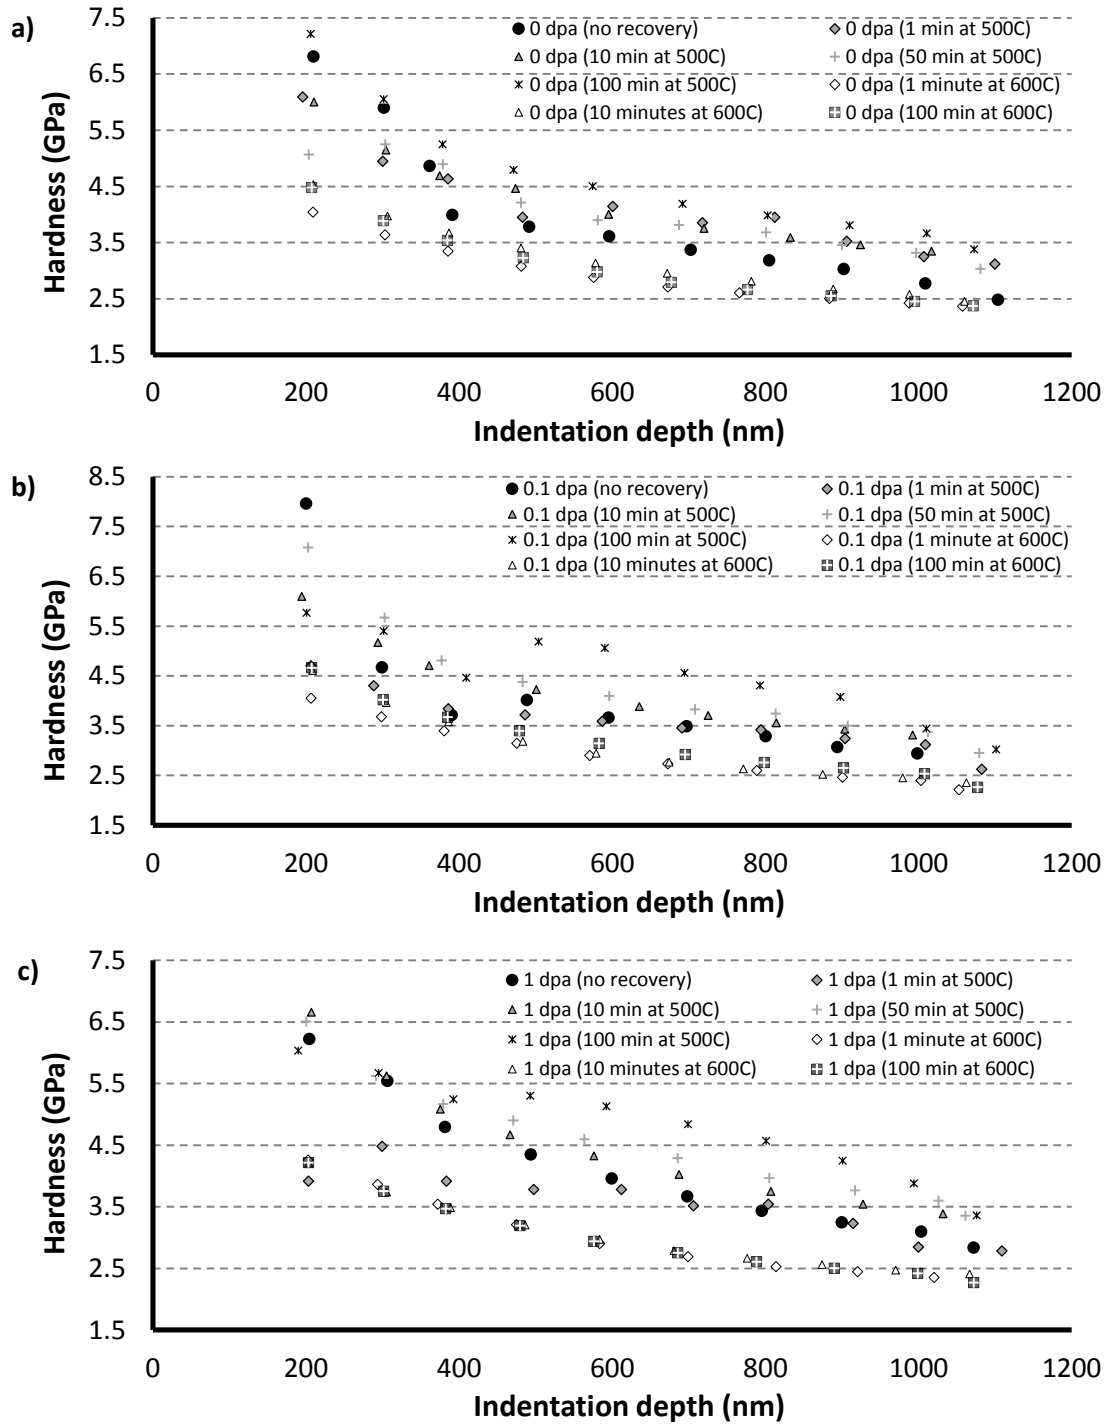 a)
7.5
6.5
5.5
4.5
3.5
2.5
1.5
Hardness (GPa)
0 dpa (no recovery)
0 dpa (1 min at 500C)
0 dpa (10 min at 500C)
0 dpa (50 min at 500C)
0 dpa (100 min at 500C)
0 dpa (1 minute at 600C)
0 dpa (10 minutes at 600C)
0 dpa (100 min at 600C)
0 200 400 600 800 1000 1200
Indentation depth (nm)
b)
8.5
7.5
6.5
5.5
4.5
3.5
2.5
1.5
Hardness (GPa)
0.1 dpa (no recovery)
0.1 dpa (1 min at 500C)
0.1 dpa (10 min at 500C)
0.1 dpa (50 min at 500C)
0.1 dpa (100 min at 500C)
0.1 dpa (1 minute at 600C)
0.1 dpa (10 minutes at 600C)
0.1 dpa (100 min at 600C)
0 200 400 600 800 1000 1200
Indentation depth (nm)
c)
7.5
6.5
5.5
4.5
3.5
2.5
1.5
Hardness (GPa)
1 dpa (no recovery)
1 dpa (1 min at 500C)
1 dpa (10 min at 500C)
1 dpa (50 min at 500C)
1 dpa (100 min at 500C)
1 dpa (1 minute at 600C)
1 dpa (10 minutes at 600C)
1 dpa (100 min at 600C)
0 200 400 600 800 1000 1200
Indentation depth (nm)